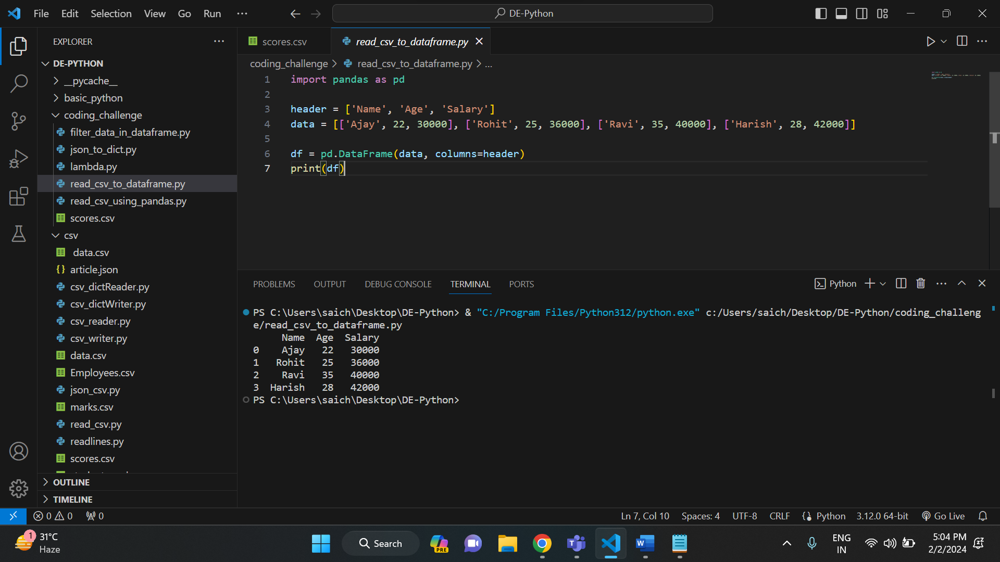 File Edit Selection View Go Run ··· DE-Python
EXPLORER
DE-PYTHON
__pycache__
basic_python
coding_challenge
filter_data_in_dataframe.py
json_to_dict.py
lambda.py
read_csv_to_dataframe.py
read_csv_using_pandas.py
scores.csv
csv
data.csv
article.json
csv_dictReader.py
csv_dictWriter.py
csv_reader.py
csv_writer.py
data.csv
Employees.csv
json_csv.py
marks.csv
read_csv.py
readlines.py
scores.csv
OUTLINE
TIMELINE
scores.csv read_csv_to_dataframe.py
coding_challenge > read_csv_to_dataframe.py > ...
1 import pandas as pd
2
3 header = ['Name', 'Age', 'Salary']
4 data = [['Ajay', 22, 30000], ['Rohit', 25, 36000], ['Ravi', 35, 40000], ['Harish', 28, 42000]]
5
6 df = pd.DataFrame(data, columns=header)
7 print(df)
PROBLEMS OUTPUT DEBUG CONSOLE TERMINAL PORTS Python
PS C:\Users\saich\Desktop\DE-Python> & "C:/Program Files/Python312/python.exe" c:/Users/saich/Desktop/DE-Python/coding_challeng
e/read_csv_to_dataframe.py
Name Age Salary
0 Ajay 22 30000
1 Rohit 25 36000
2 Ravi 35 40000
3 Harish 28 42000
PS C:\Users\saich\Desktop\DE-Python>
0 0 0 Ln 7, Col 10 Spaces: 4 UTF-8 CRLF Python 3.12.0 64-bit Go Live
1 31°C
Haze
Search
PRE
ENG
IN
5:04 PM
2/2/2024